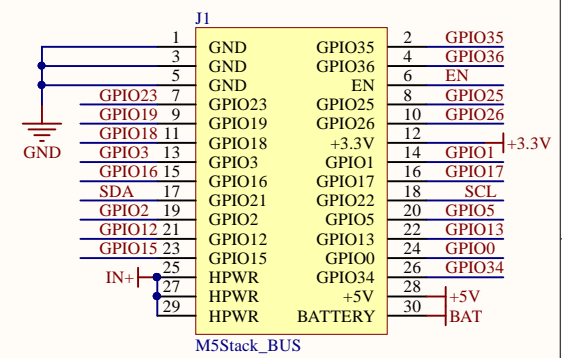 J1
1 GND GPIO35 2 GPIO35
3 GND GPIO36 4 GPIO36
5 GND EN 6 EN
GPIO23 7 GPIO23 GPIO25 8 GPIO25
GPIO19 9 GPIO19 GPIO26 10 GPIO26
GPIO18 11 GPIO18 +3.3V 12 +3.3V
GND
GPIO3 13 GPIO3 GPIO1 14 GPIO1
GPIO16 15 GPIO16 GPIO17 16 GPIO17
SDA 17 GPIO21 GPIO22 18 SCL
GPIO2 19 GPIO2 GPIO5 20 GPIO5
GPIO12 21 GPIO12 GPIO13 22 GPIO13
GPIO15 23 GPIO15 GPIO0 24 GPIO0
IN+ 25 HPWR GPIO34 26 GPIO34
27 HPWR +5V 28 +5V
29 HPWR BATTERY 30 BAT
M5Stack_BUS